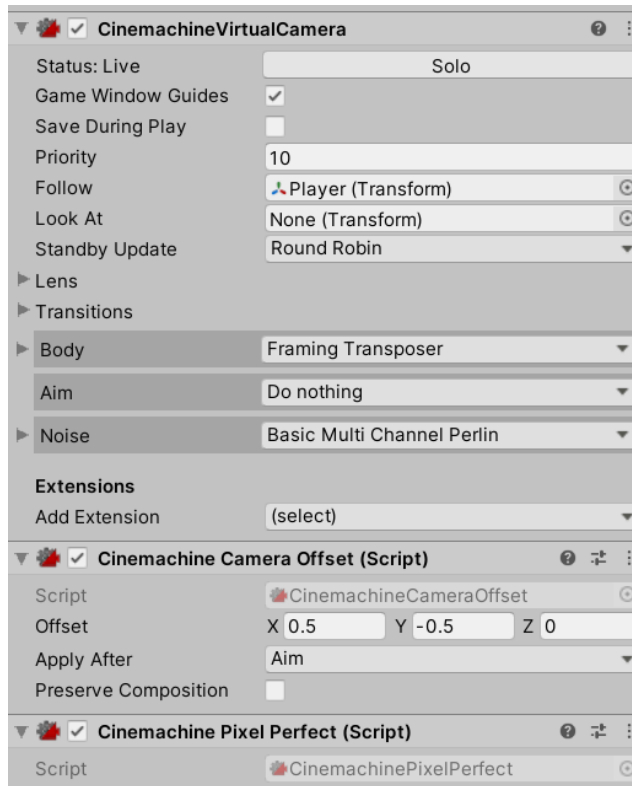 CinemachineVirtualCamera
Status: Live Solo
Game Window Guides
Save During Play
Priority 10
Follow Player (Transform)
Look At None (Transform)
Standby Update Round Robin
Lens
Transitions
Body Framing Transposer
Aim Do nothing
Noise Basic Multi Channel Perlin
Extensions
Add Extension (select)
Cinemachine Camera Offset (Script)
Script CinemachineCameraOffset
Offset X 0.5 Y -0.5 Z 0
Apply After Aim
Preserve Composition
Cinemachine Pixel Perfect (Script)
Script CinemachinePixelPerfect